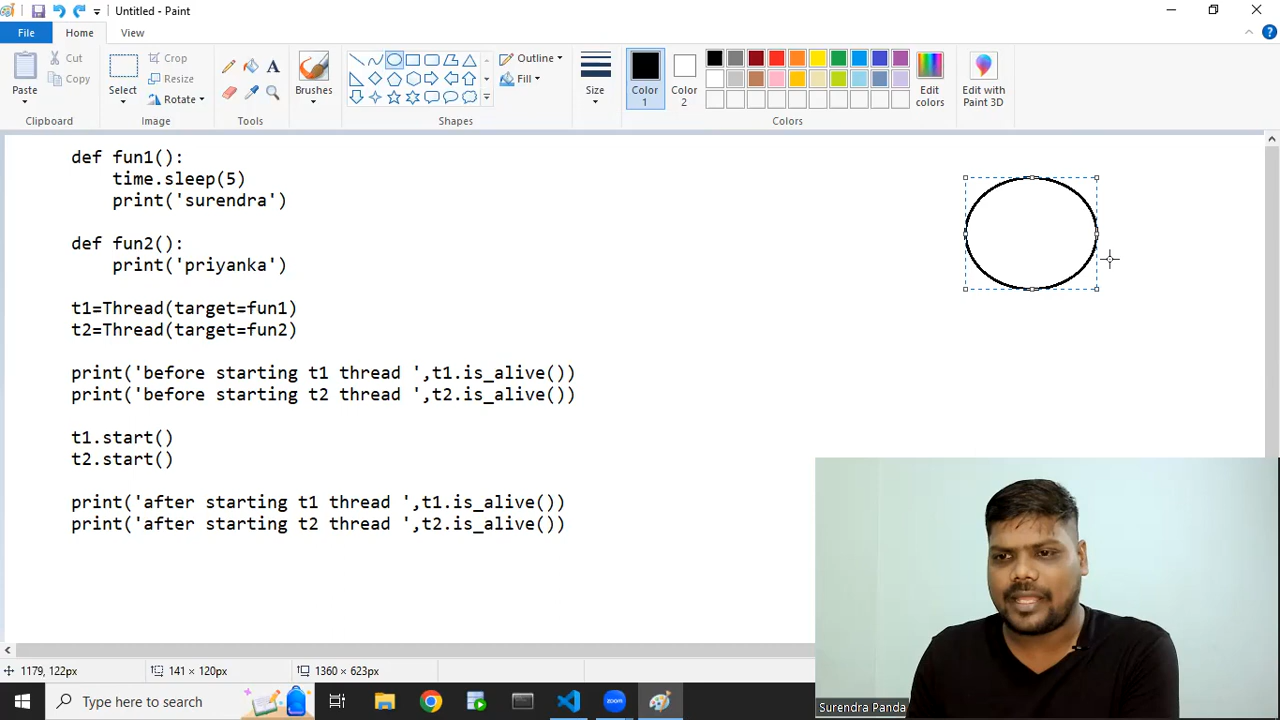 Untitled - Paint
File
Home
View
Paste
Cut
Copy
Clipboard
Select
Crop
Resize
Rotate
Image
A
Tools
Brushes
Outline
Fill
Shapes
Size
Color 1
Color 2
Edit colors
Colors
Edit with Paint 3D
def fun1():
time.sleep(5)
print('surendra')
def fun2():
print('priyanka')
t1=Thread(target=fun1)
t2=Thread(target=fun2)
print('before starting t1 thread ',t1.is_alive())
print('before starting t2 thread ',t2.is_alive())
t1.start()
t2.start()
print('after starting t1 thread ',t1.is_alive())
print('after starting t2 thread ',t2.is_alive())
1179, 122px
141 × 120px
1360 × 623px
Type here to search
zoom
Surendra Panda